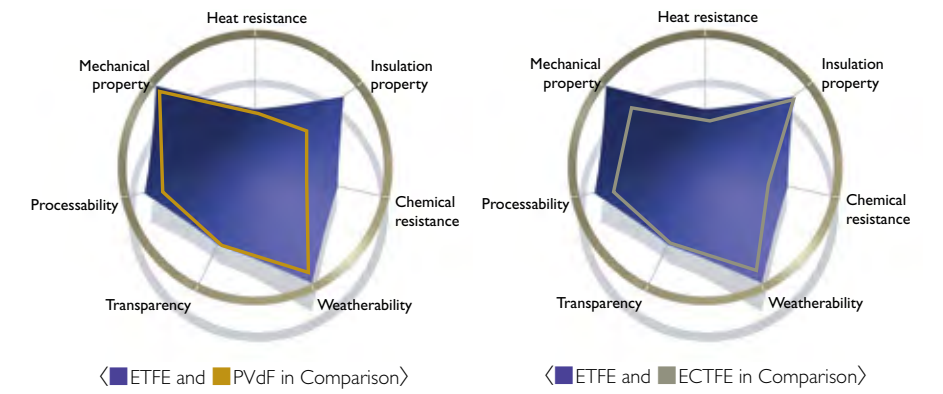 Heat resistance
Mechanical
property
Insulation
property
Processability
Chemical
resistance
Transparency
Weatherability
〈ETFE and PVdF in Comparison〉
Heat resistance
Mechanical
property
Insulation
property
Processability
Chemical
resistance
Transparency
Weatherability
〈ETFE and ECTFE in Comparison〉